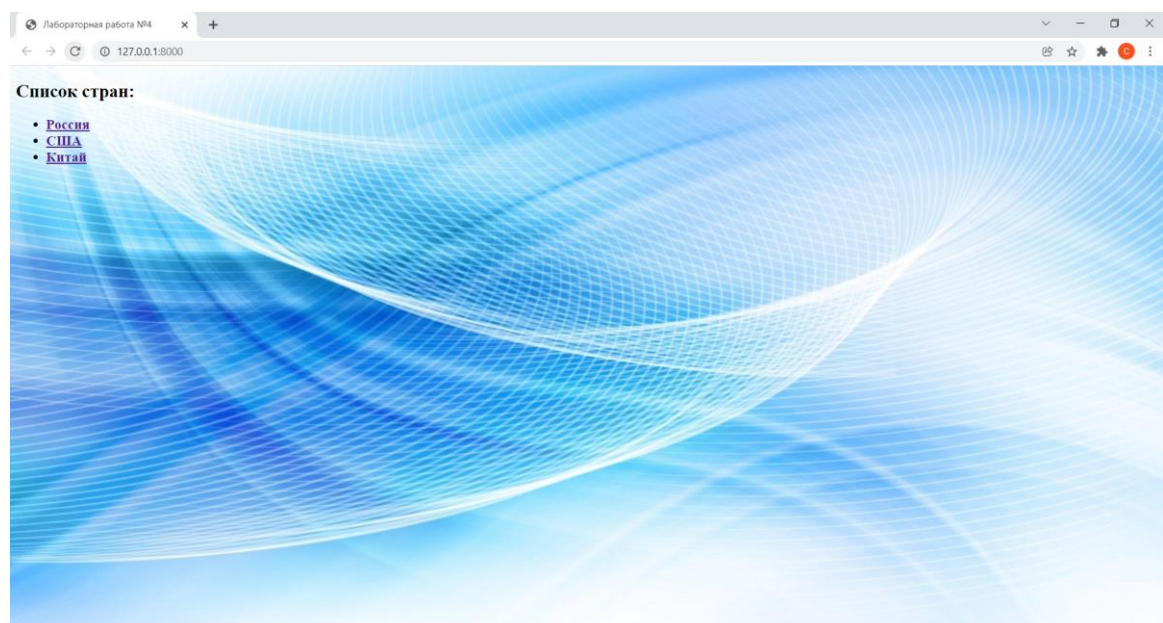 Лабораторная работа №4
127.0.0.1:8000
C
Список стран:
Россия
США
Китай